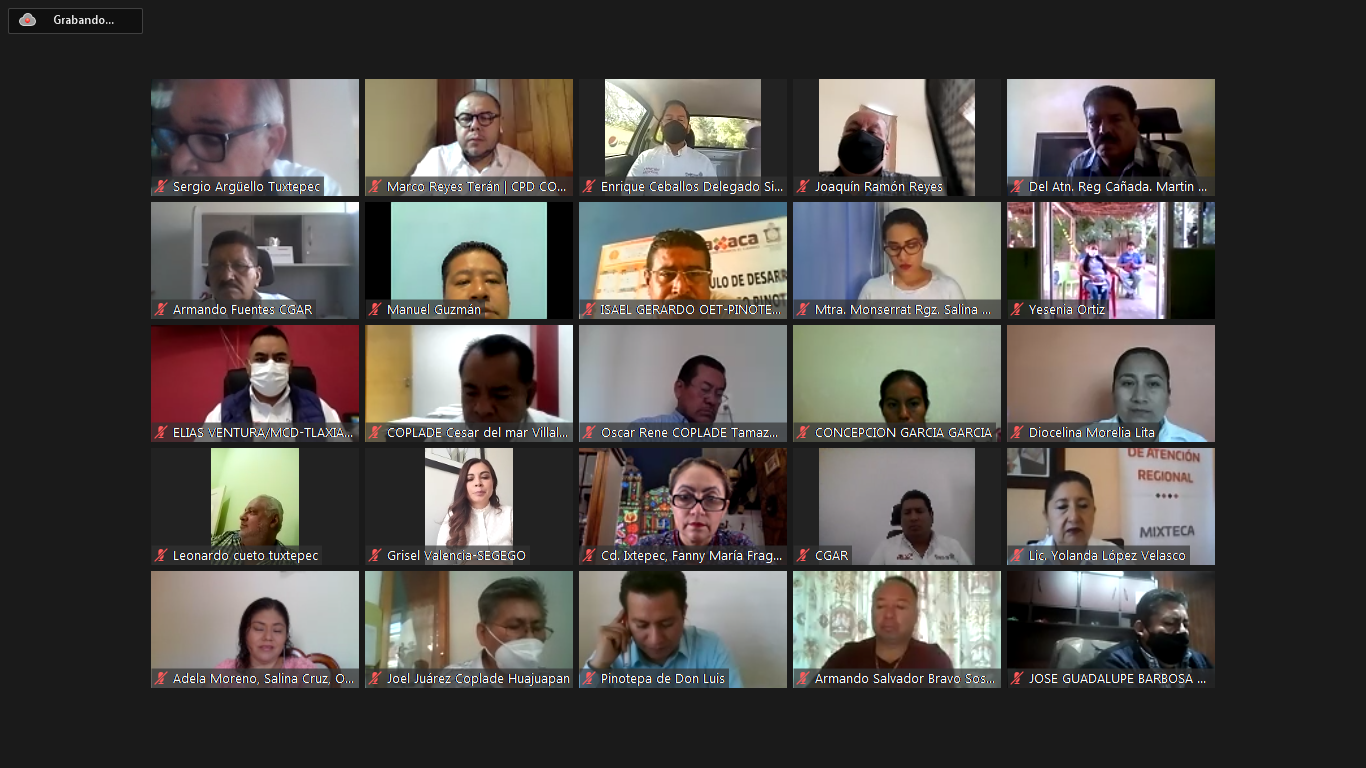 Grabando...
Sergio Argüello Tuxtepec
Marco Reyes Terán | CPD CO...
Enrique Ceballos Delegado Si...
Joaquín Ramón Reyes
Del Atn. Reg Cañada. Martin ...
Armando Fuentes CGAR
Manuel Guzmán
axaca
ULO DE DESARR
ISAEL GERARDO OET-PINOTE...
Mtra. Monserrat Rgz. Salina ...
Yesenia Ortiz
ELIAS VENTURA/MCD-TLAXIA...
COPLADE Cesar del mar Villal...
Oscar Rene COPLADE Tamaz...
CONCEPCION GARCIA GARCIA
Diocelina Morelia Lita
Leonardo cueto tuxtepec
Grisel Valencia-SEGEGO
Cd. Ixtepec, Fanny María Frag...
CGAR
DE ATENCIÓN
REGIONAL
MIXTECA
Lic. Yolanda López Velasco
Adela Moreno, Salina Cruz, O...
Joel Juárez Coplade Huajuapan
Pinotepa de Don Luis
Armando Salvador Bravo Sos...
JOSE GUADALUPE BARBOSA ...